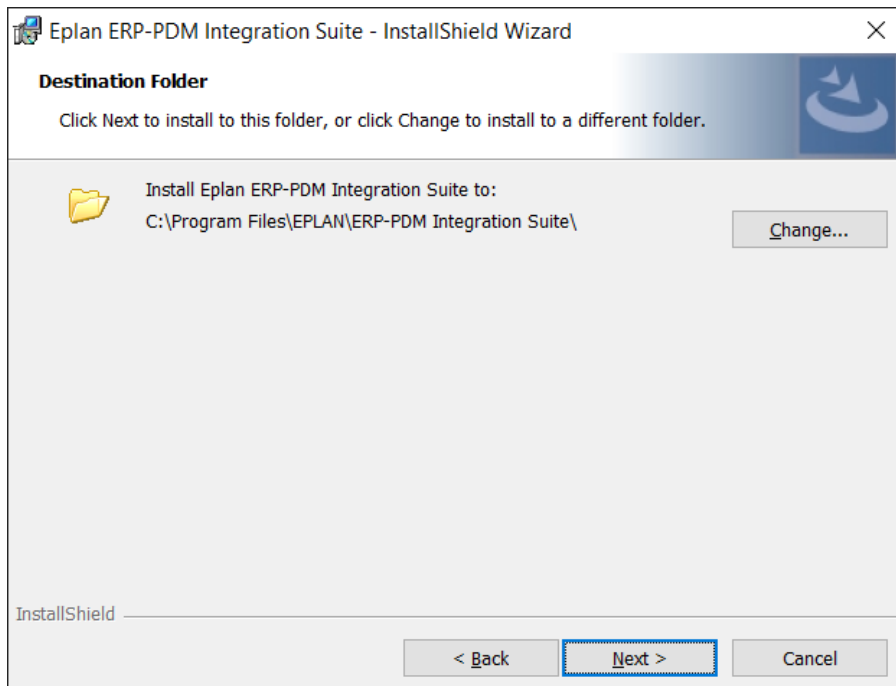 Eplan ERP-PDM Integration Suite - InstallShield Wizard
Destination Folder
Click Next to install to this folder, or click Change to install to a different folder.
Install Eplan ERP-PDM Integration Suite to:
C:\Program Files\EPLAN\ERP-PDM Integration Suite\
Change...
InstallShield
< Back
Next >
Cancel